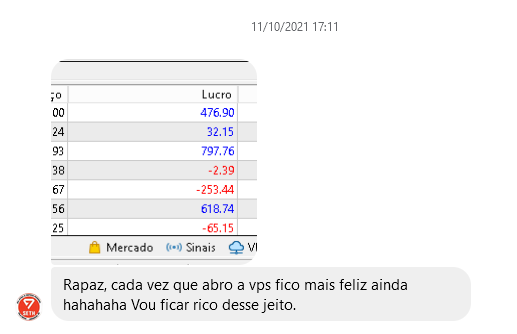 11/10/2021 17:11
ço Lucro
00 476.90
24 32.15
93 797.76
38 -2.39
67 -253.44
56 618.74
25 -65.15
Mercado Sinais V
Rapaz, cada vez que abro a vps fico mais feliz ainda
hahahaha Vou ficar rico desse jeito.
7
SETA